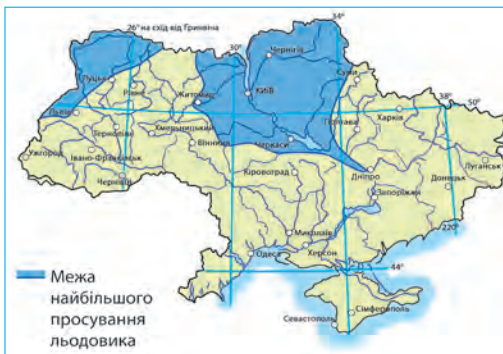 26° на схід від Гринвіча
34°
30°
Чернігів
Луцьк
Рівне
Суми
Житомир
КИЇВ
38°
50°
Львів
Полтава
Харків
Тернопіль
Хмельницький
Черкаси
Ужгород
Івано-Франківськ
Вінниця
Луганськ
Чернівці
Кіровоград
Дніпро
Донецьк
Запоріжжя
Миколаїв
220°
Одеса
Херсон
44°
Межа
найбільшого
просування
льодовика
Сімферополь
Севастополь